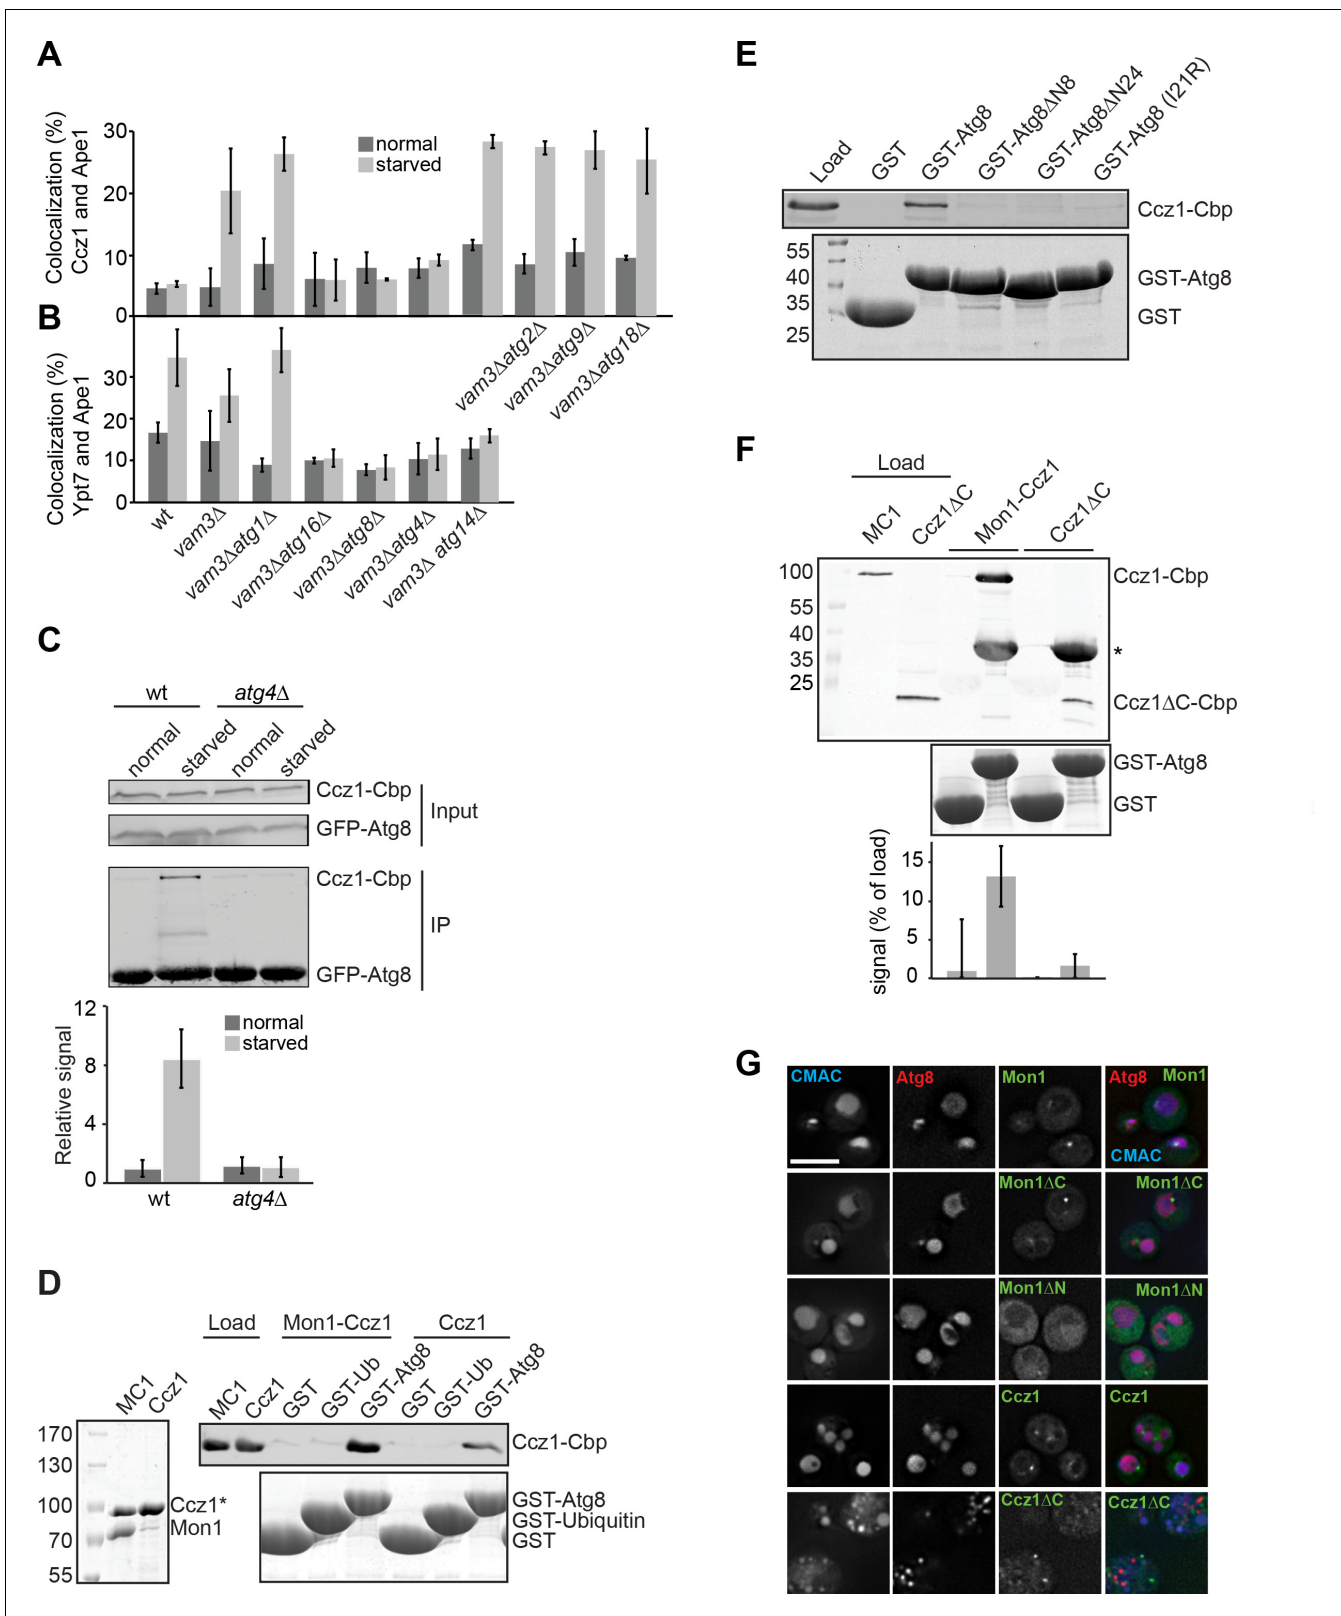 A
Colocalization (%)
Ccz1 and Ape1
30
20
10
0
normal
starved
vam3Δatg2Δ
vam3Δatg9Δ
vam3Δatg18Δ
B
Colocalization (%)
Ypt7 and Ape1
30
20
10
0
wt
vam3Δ
vam3Δatg1Δ
vam3Δatg16Δ
vam3Δatg8Δ
vam3Δatg4Δ
vam3Δ atg14Δ
C
wt
atg4Δ
normal
starved
normal
starved
Ccz1-Cbp
GFP-Atg8
Input
Ccz1-Cbp
GFP-Atg8
IP
Relative signal
12
8
4
0
normal
starved
wt
atg4Δ
D
MC1
Ccz1
170
130
100
70
55
Ccz1*
Mon1
Load
Mon1-Ccz1
Ccz1
MC1
Ccz1
GST
GST-Ub
GST-Atg8
GST
GST-Ub
GST-Atg8
Ccz1-Cbp
GST-Atg8
GST-Ubiquitin
GST
E
Load
GST
GST-Atg8
GST-Atg8ΔN8
GST-Atg8ΔN24
GST-Atg8 (I21R)
Ccz1-Cbp
55
40
35
25
GST-Atg8
GST
F
Load
MC1
Ccz1ΔC
Mon1-Ccz1
Ccz1ΔC
100
55
40
35
25
Ccz1-Cbp
*
Ccz1ΔC-Cbp
GST-Atg8
GST
signal (% of load)
15
10
5
0
G
CMAC
Atg8
Mon1
Atg8 Mon1
CMAC
Mon1ΔC
Mon1ΔC
Mon1ΔN
Mon1ΔN
Ccz1
Ccz1
Ccz1ΔC
Ccz1ΔC